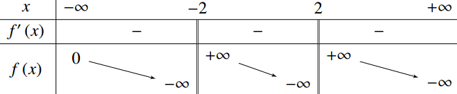 x −∞ −2 2 +∞
f′(x) − − −
0 +∞ +∞
f(x)
−∞ −∞ −∞